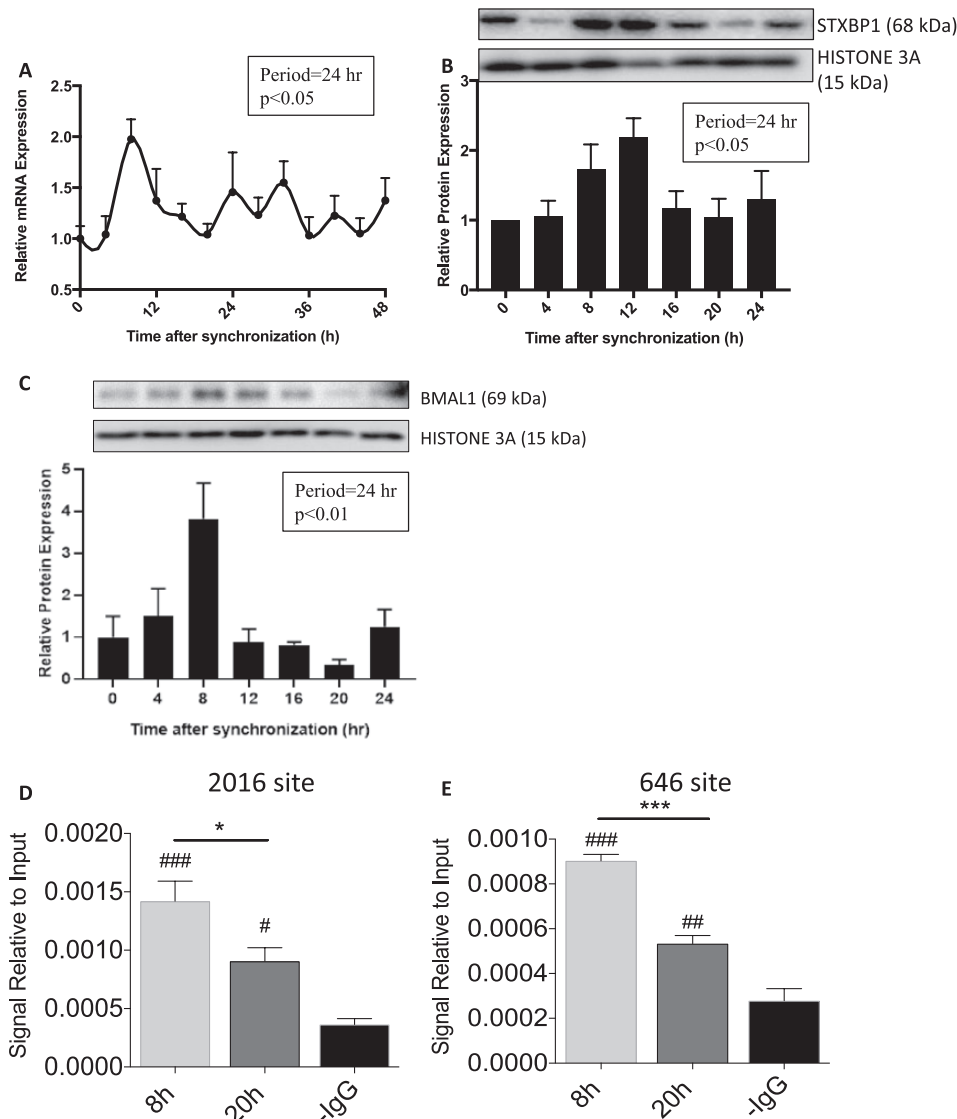 A
Period=24 hr
p<0.05
Relative mRNA Expression
2.5
2.0
1.5
1.0
0.5
0
12
24
36
48
Time after synchronization (h)
STXBP1 (68 kDa)
HISTONE 3A
(15 kDa)
B
Period=24 hr
p<0.05
Relative Protein Expression
3
2
1
0
0
4
8
12
16
20
24
Time after synchronization (h)
C
BMAL1 (69 kDa)
HISTONE 3A (15 kDa)
Period=24 hr
p<0.01
Relative Protein Expression
5
4
3
2
1
0
0
4
8
12
16
20
24
Time after synchronization (hr)
D
2016 site
*
###
#
Signal Relative to Input
0.0020
0.0015
0.0010
0.0005
0.0000
8h
20h
-IgG
E
646 site
***
###
##
Signal Relative to Input
0.0010
0.0008
0.0006
0.0004
0.0002
0.0000
8h
20h
-IgG